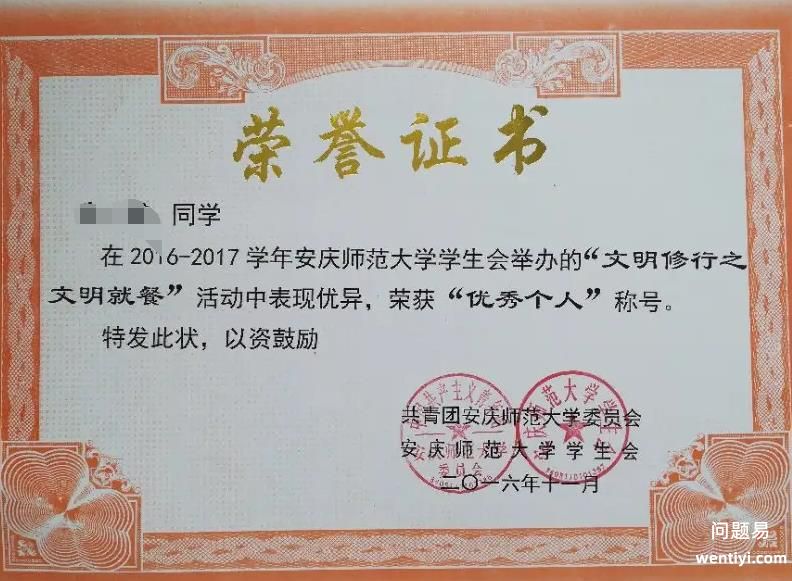 荣誉证书
同学
在2016-2017学年安庆师范大学学生会举办的“文明修行之
文明就餐”活动中表现优异，荣获“优秀个人”称号。
特发此状，以资鼓励
共青团安庆师范大学委员会
安庆师范大学学生会
二〇一六年十一月
问题易
wentiyi.com